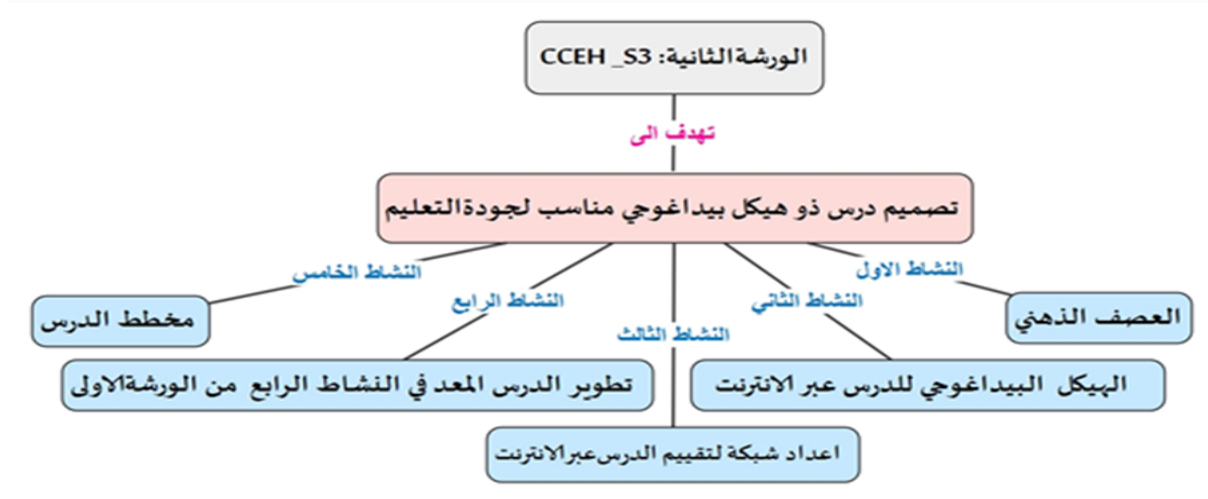 الورشة الثانية: CCEH _S3
تهدف الى
تصميم درس ذو هيكل بيداغوجي مناسب لجودة التعليم
النشاط الاول
العصف الذهني
النشاط الثاني
الهيكل البيداغوجي للدرس عبر الانترنت
النشاط الثالث
اعداد شبكة لتقييم الدرس عبر الانترنت
النشاط الرابع
تطوير الدرس المعد في النشاط الرابع من الورشة الاولى
النشاط الخامس
مخطط الدرس